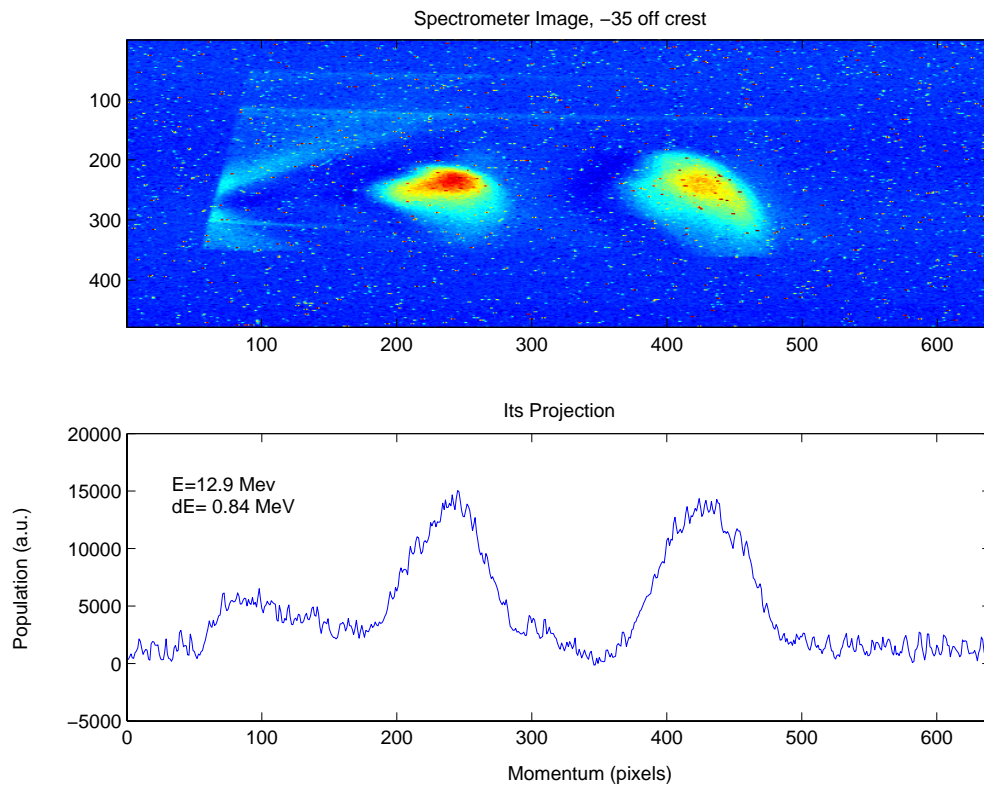 Spectrometer Image, −35 off crest
100
200
300
400
100 200 300 400 500 600
Its Projection
20000
15000
10000
5000
0
−5000
E=12.9 Mev
dE= 0.84 MeV
Population (a.u.)
0 100 200 300 400 500 600
Momentum (pixels)